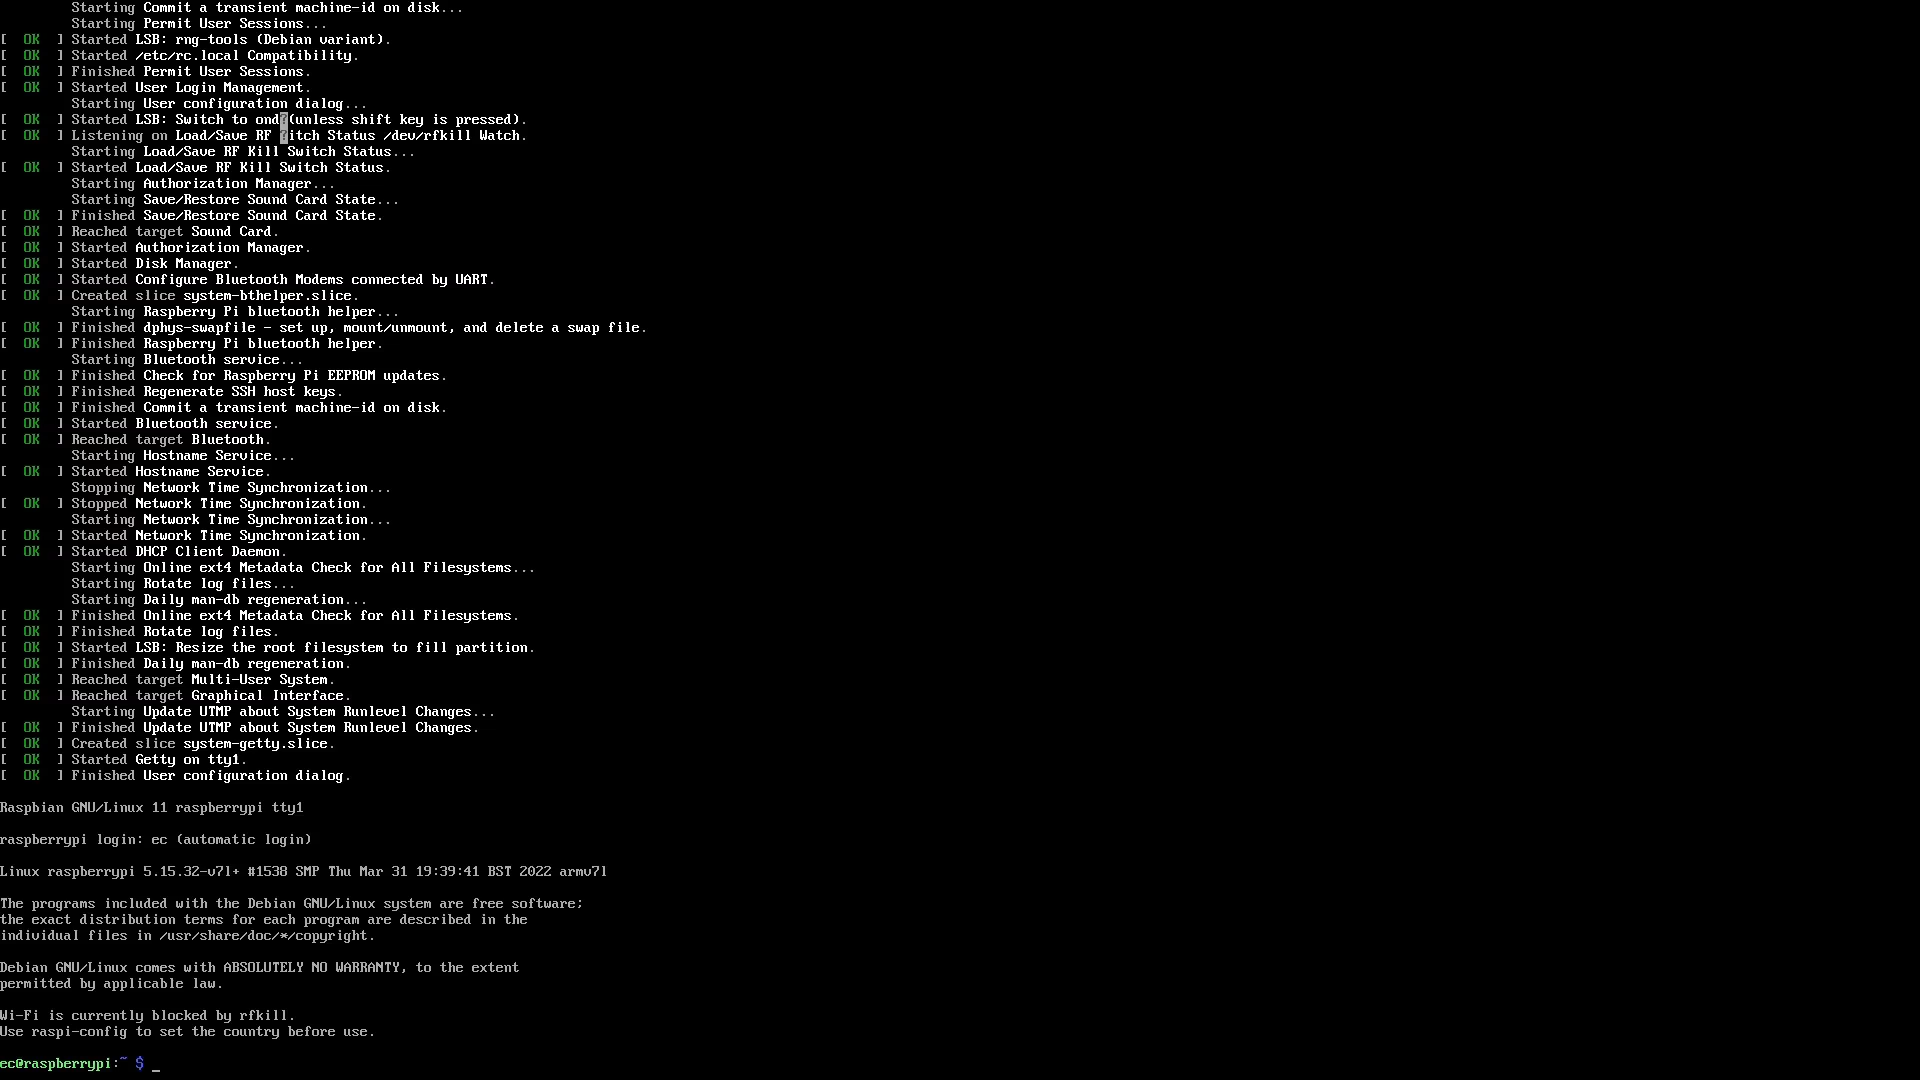 Starting Commit a transient machine-id on disk...
         Starting Permit User Sessions...
[  OK  ] Started LSB: rng-tools (Debian variant).
[  OK  ] Started /etc/rc.local Compatibility.
[  OK  ] Finished Permit User Sessions.
[  OK  ] Started User Login Management.
         Starting User configuration dialog...
[  OK  ] Started LSB: Switch to ond?(unless shift key is pressed).
[  OK  ] Listening on Load/Save RF ?itch Status /dev/rfkill Watch.
         Starting Load/Save RF Kill Switch Status...
[  OK  ] Started Load/Save RF Kill Switch Status.
         Starting Authorization Manager...
         Starting Save/Restore Sound Card State...
[  OK  ] Finished Save/Restore Sound Card State.
[  OK  ] Reached target Sound Card.
[  OK  ] Started Authorization Manager.
[  OK  ] Started Disk Manager.
[  OK  ] Started Configure Bluetooth Modems connected by UART.
[  OK  ] Created slice system-bthelper.slice.
         Starting Raspberry Pi bluetooth helper...
[  OK  ] Finished dphys-swapfile - set up, mount/unmount, and delete a swap file.
[  OK  ] Finished Raspberry Pi bluetooth helper.
         Starting Bluetooth service...
[  OK  ] Finished Check for Raspberry Pi EEPROM updates.
[  OK  ] Finished Regenerate SSH host keys.
[  OK  ] Finished Commit a transient machine-id on disk.
[  OK  ] Started Bluetooth service.
[  OK  ] Reached target Bluetooth.
         Starting Hostname Service...
[  OK  ] Started Hostname Service.
         Stopping Network Time Synchronization...
[  OK  ] Stopped Network Time Synchronization.
         Starting Network Time Synchronization...
[  OK  ] Started Network Time Synchronization.
[  OK  ] Started DHCP Client Daemon.
         Starting Online ext4 Metadata Check for All Filesystems...
         Starting Rotate log files...
         Starting Daily man-db regeneration...
[  OK  ] Finished Online ext4 Metadata Check for All Filesystems.
[  OK  ] Finished Rotate log files.
[  OK  ] Started LSB: Resize the root filesystem to fill partition.
[  OK  ] Finished Daily man-db regeneration.
[  OK  ] Reached target Multi-User System.
[  OK  ] Reached target Graphical Interface.
         Starting Update UTMP about System Runlevel Changes...
[  OK  ] Finished Update UTMP about System Runlevel Changes.
[  OK  ] Created slice system-getty.slice.
[  OK  ] Started Getty on tty1.
[  OK  ] Finished User configuration dialog.

Raspbian GNU/Linux 11 raspberrypi tty1

raspberrypi login: ec (automatic login)

Linux raspberrypi 5.15.32-v7l+ #1538 SMP Thu Mar 31 19:39:41 BST 2022 armv7l

The programs included with the Debian GNU/Linux system are free software;
the exact distribution terms for each program are described in the
individual files in /usr/share/doc/*/copyright.

Debian GNU/Linux comes with ABSOLUTELY NO WARRANTY, to the extent
permitted by applicable law.

Wi-Fi is currently blocked by rfkill.
Use raspi-config to set the country before use.

ec@raspberrypi:~ $ _